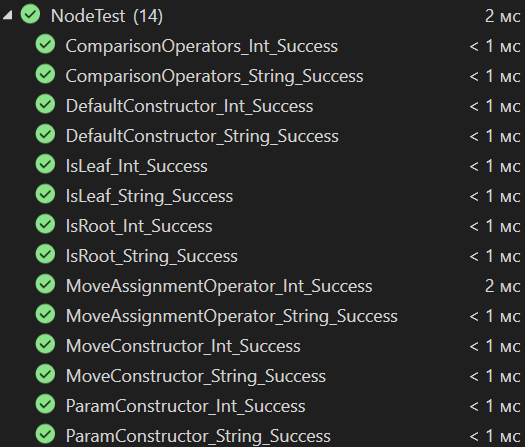 NodeTest (14) 2 мс
ComparisonOperators_Int_Success < 1 мс
ComparisonOperators_String_Success < 1 мс
DefaultConstructor_Int_Success < 1 мс
DefaultConstructor_String_Success < 1 мс
IsLeaf_Int_Success < 1 мс
IsLeaf_String_Success < 1 мс
IsRoot_Int_Success < 1 мс
IsRoot_String_Success < 1 мс
MoveAssignmentOperator_Int_Success 2 мс
MoveAssignmentOperator_String_Success < 1 мс
MoveConstructor_Int_Success < 1 мс
MoveConstructor_String_Success < 1 мс
ParamConstructor_Int_Success < 1 мс
ParamConstructor_String_Success < 1 мс